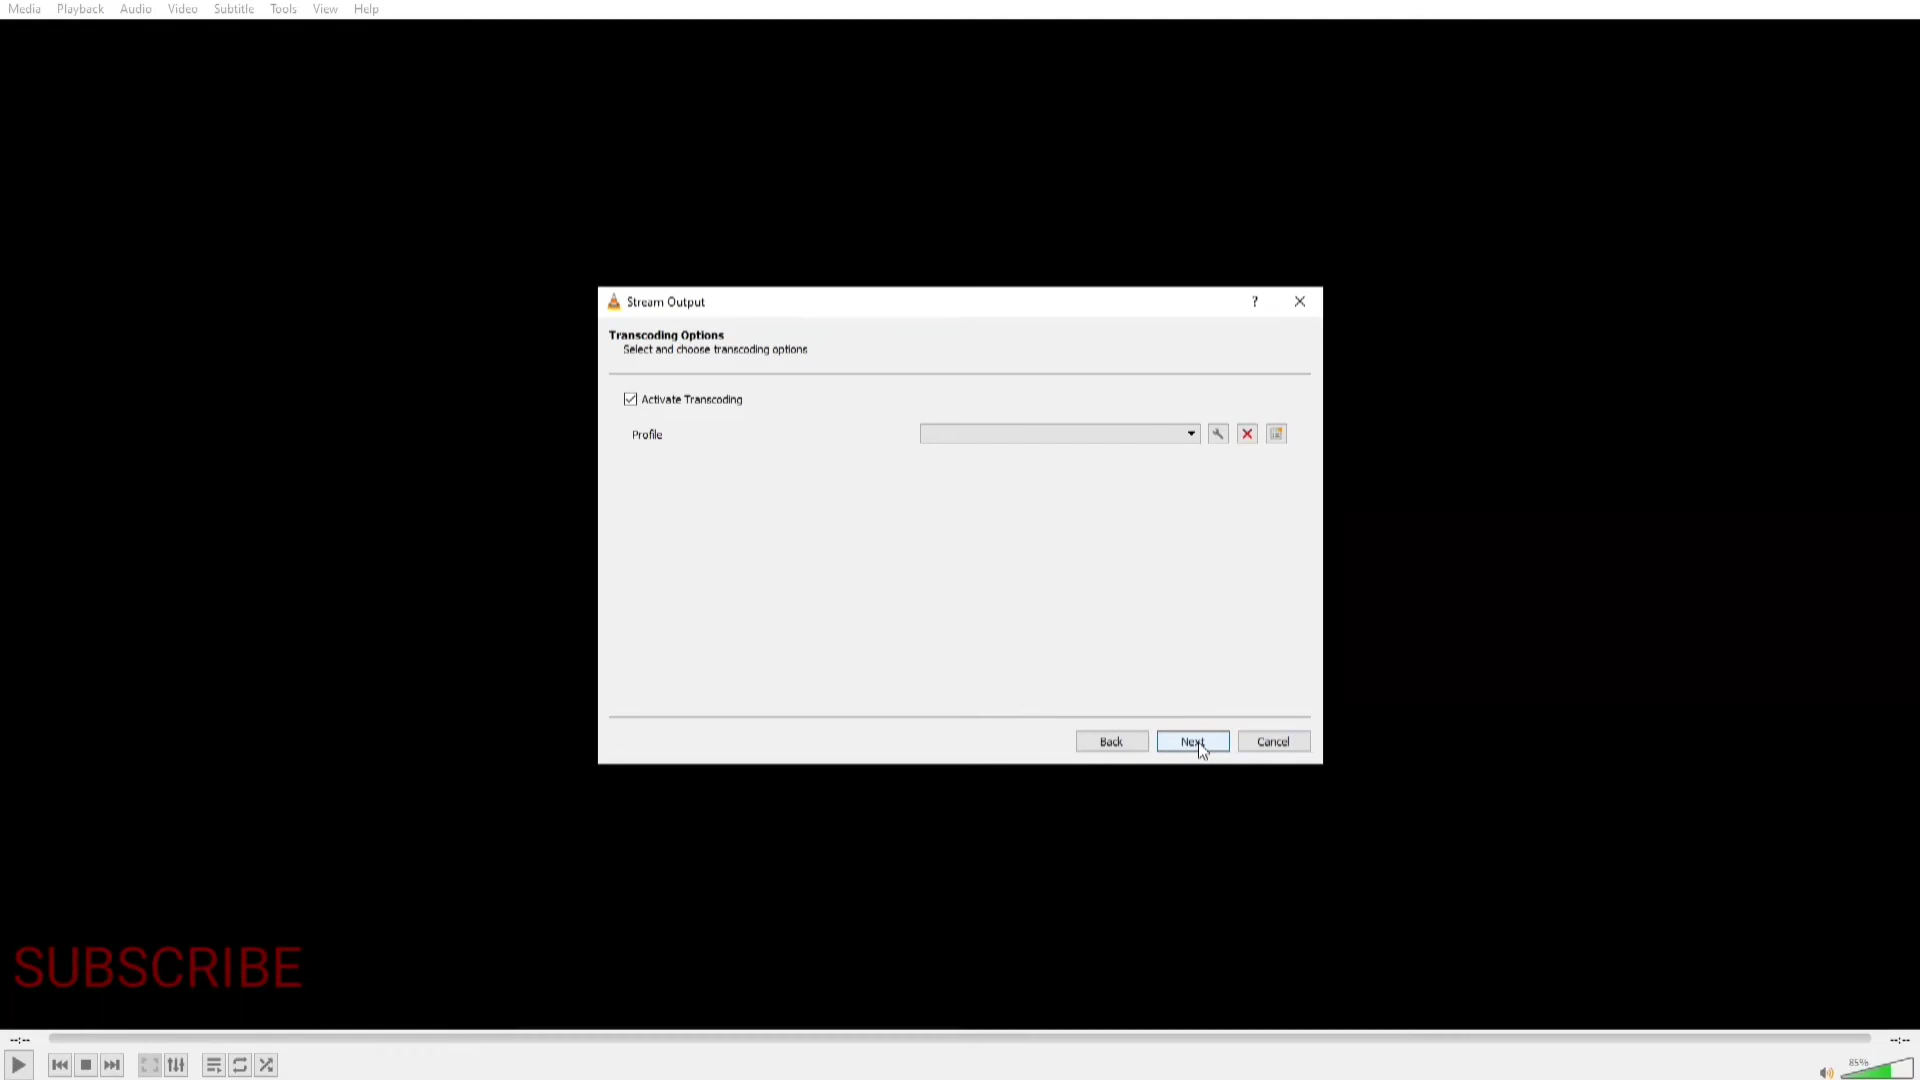 Media Playback Audio Video Subtitle Tools View Help
Stream Output ?
Transcoding Options
Select and choose transcoding options
Activate Transcoding
Profile
Back Next Cancel
SUBSCRIBE
--:-- --:--
85%